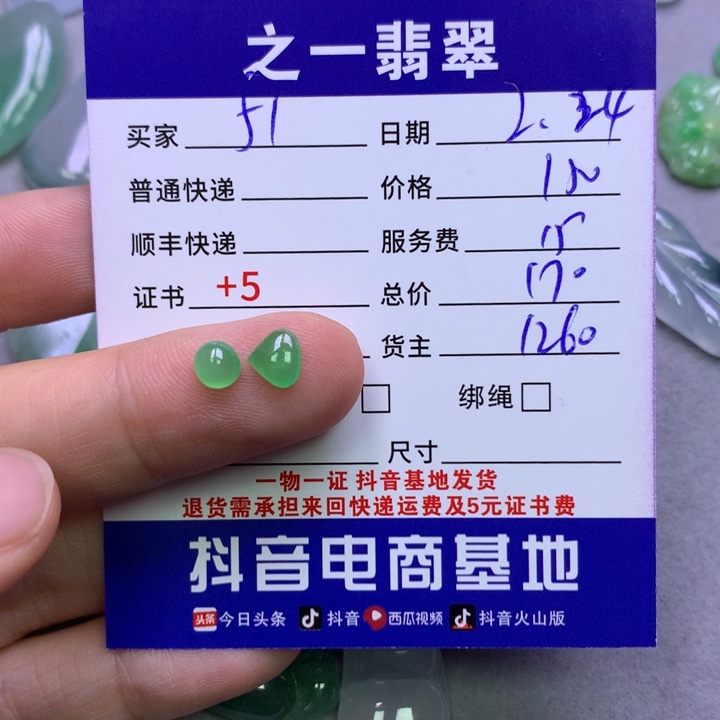 之一翡翠
买家 51 日期 2.24
普通快递 价格 150
顺丰快递 服务费 15
证书 +5 总价 170
货主 1260
绑绳
尺寸
一物一证 抖音基地发货
退货需承担来回快递运费及5元证书费
抖音电商基地
头条 今日头条 抖音 西瓜视频 抖音火山版